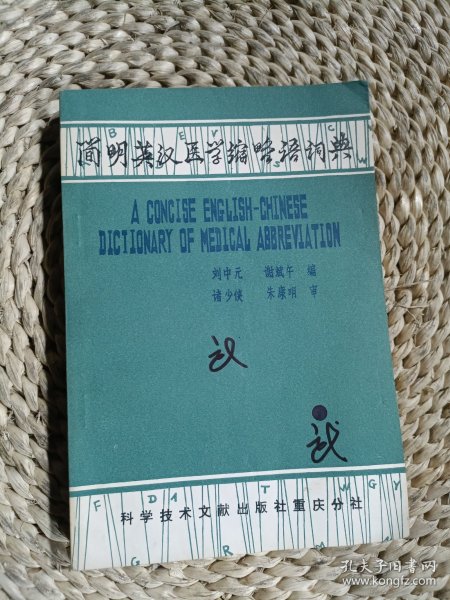 简明英汉医学缩略语词典
A CONCISE ENGLISH-CHINESE
DICTIONARY OF MEDICAL ABBREVIATION
刘中元 谢斌午 编
诸少侠 朱康明 审
科学技术文献出版社重庆分社
孔夫子旧书网
www.kongfz.com